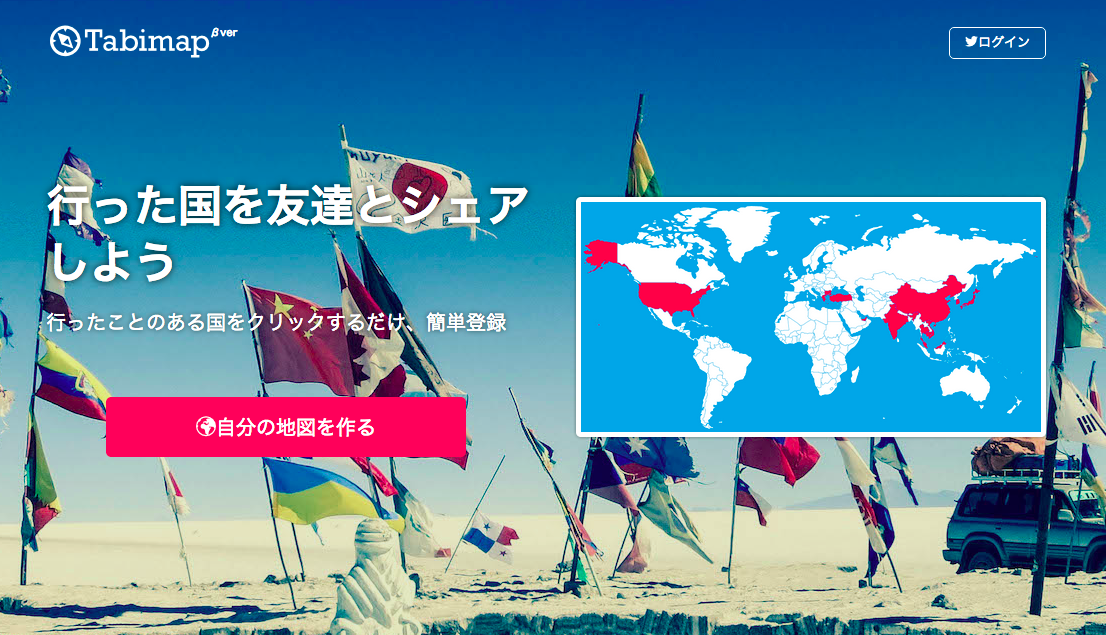 Tabimap βver
ログイン
行った国を友達とシェア
しよう
行ったことのある国をクリックするだけ、簡単登録
自分の地図を作る